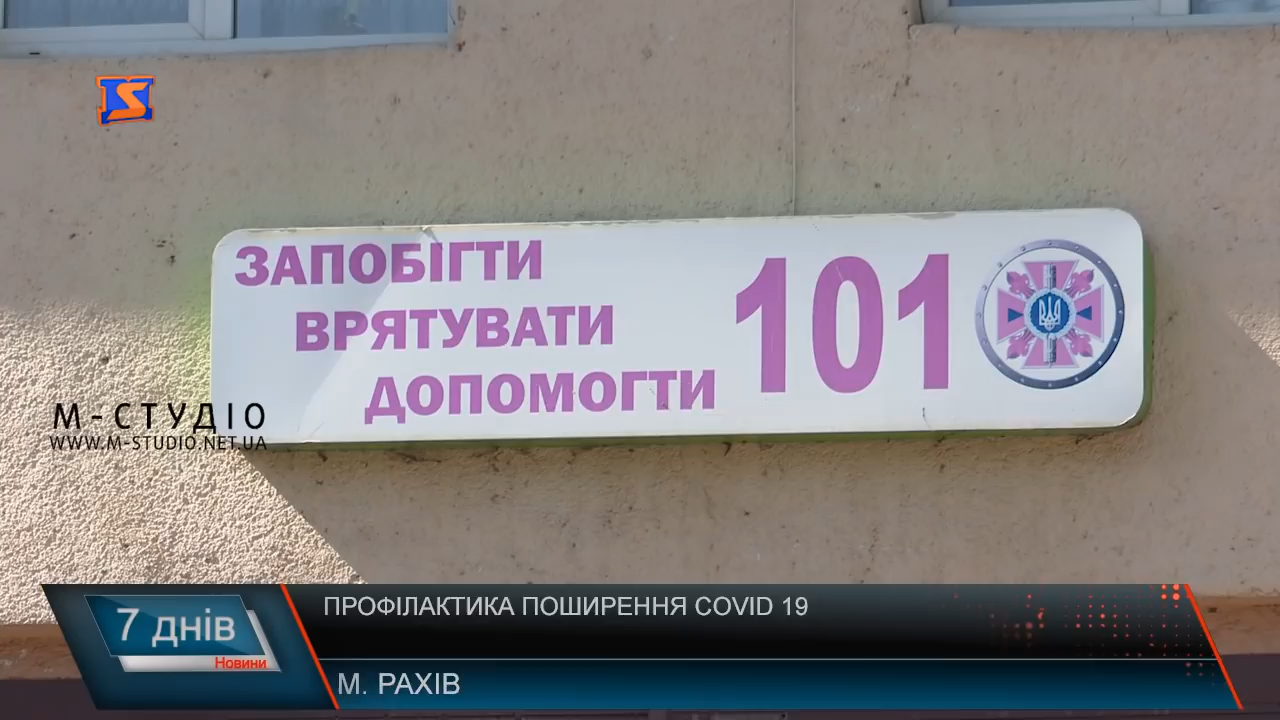 ЗАПОБІГТИ
ВРЯТУВАТИ
ДОПОМОГТИ
101
М-СТУДІО
WWW.M-STUDIO.NET.UA
7 днів
Новини
ПРОФІЛАКТИКА ПОШИРЕННЯ COVID 19
М. РАХІВ